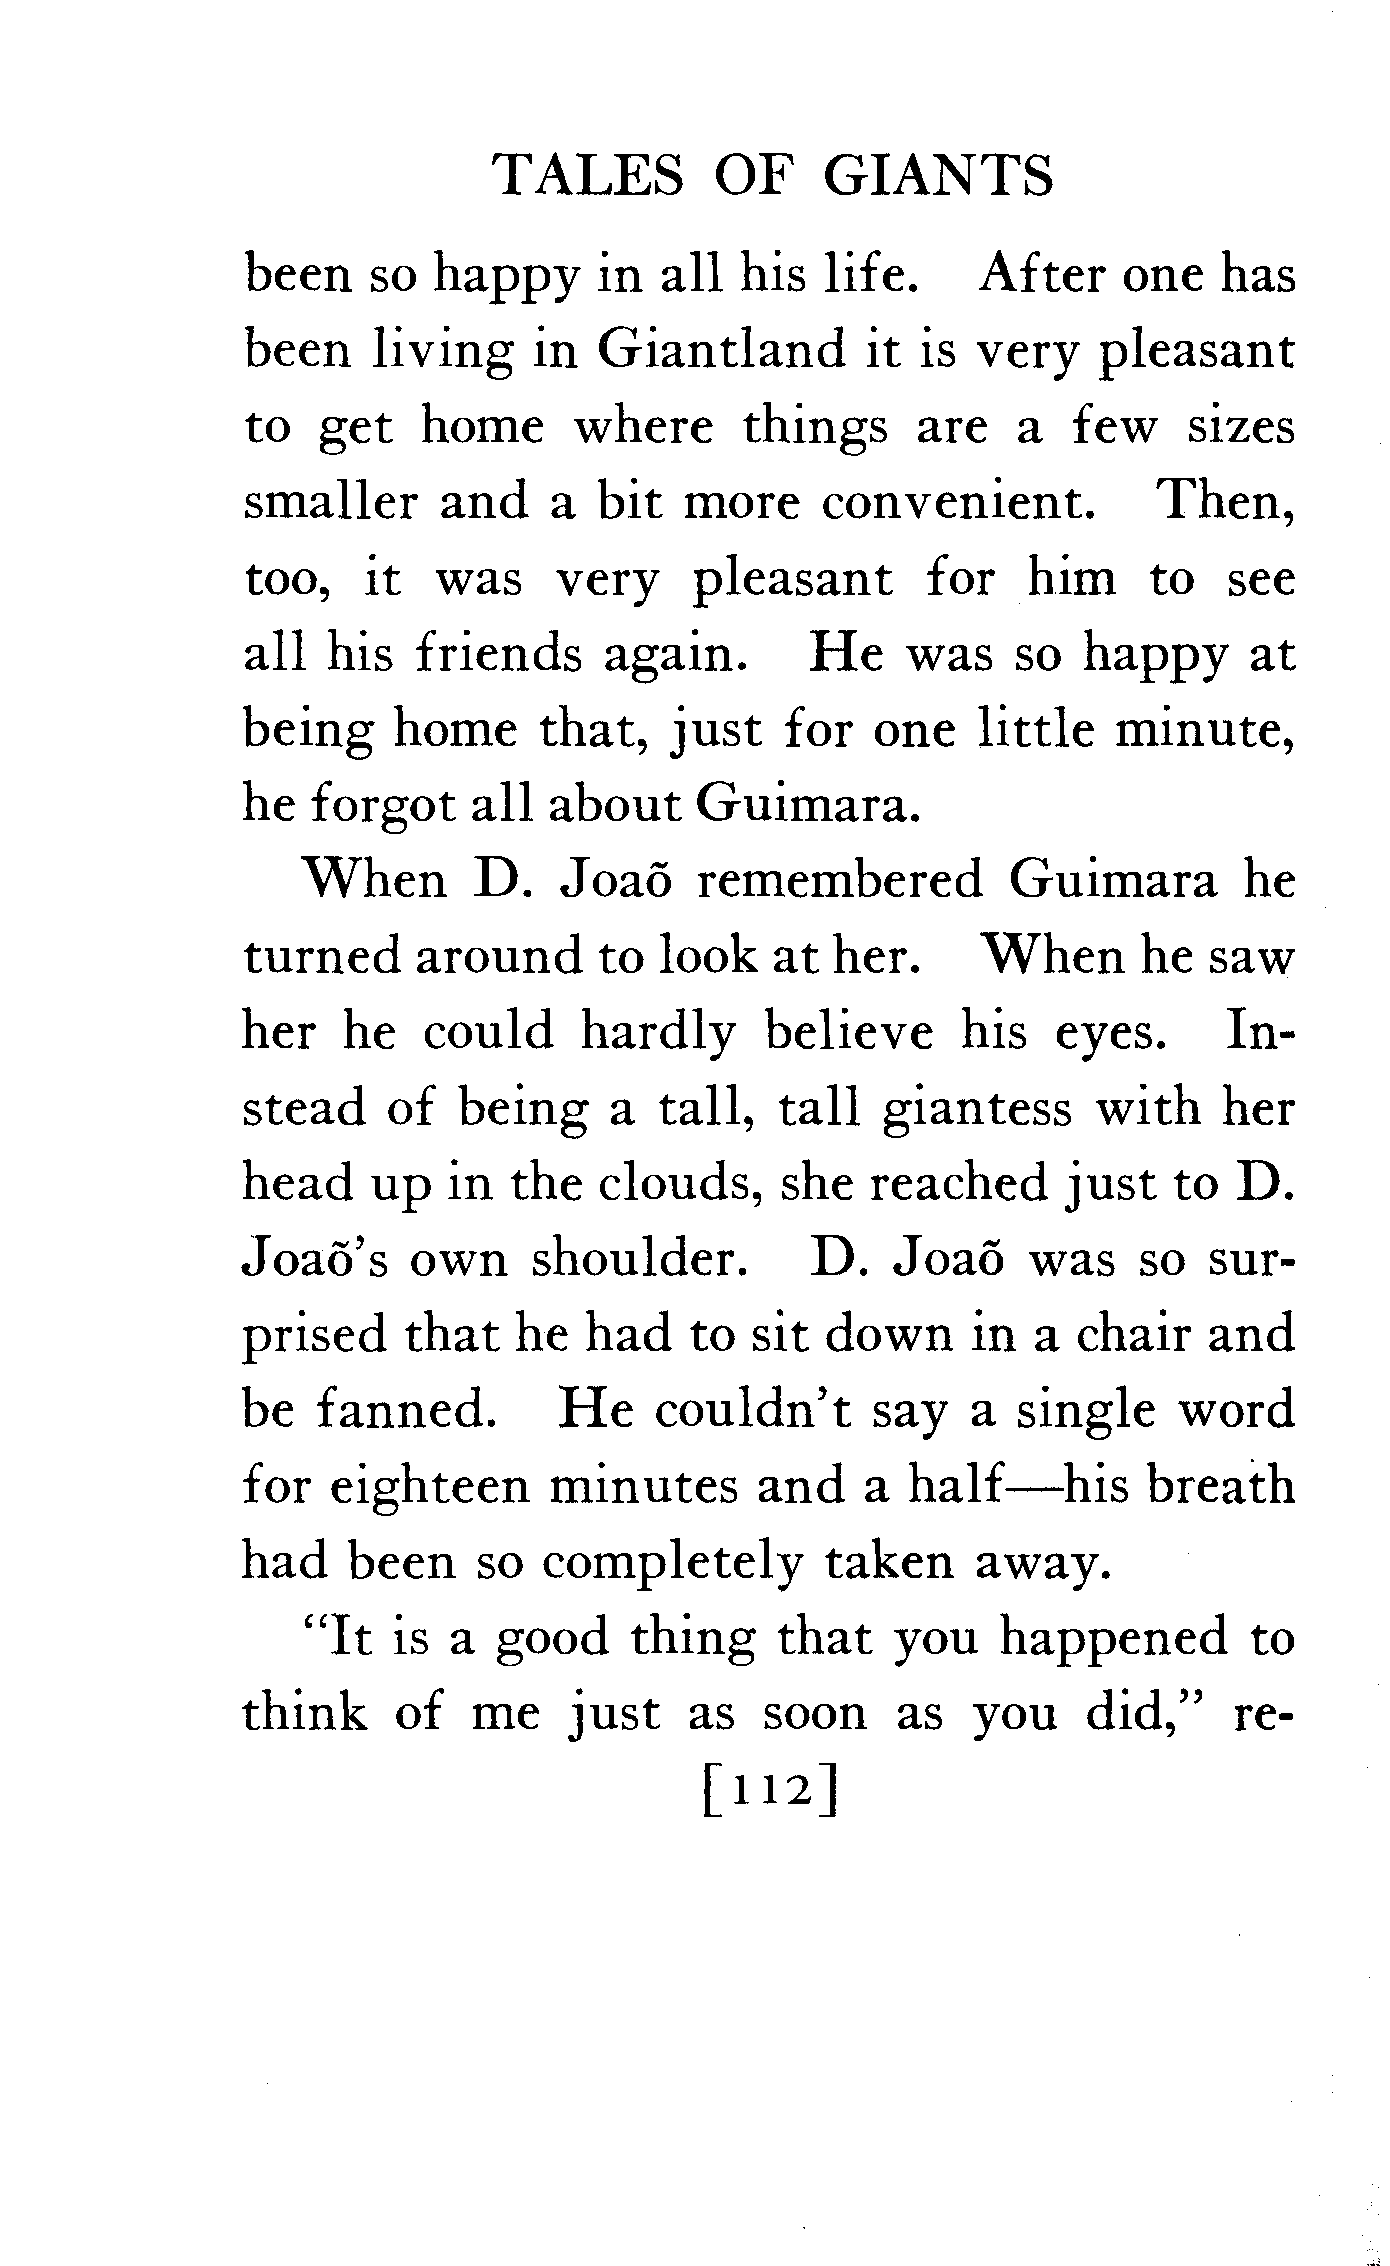 TALES OF GIANTS
been so happy in all his life. After one has
been living in Giantland it is very pleasant
to get home where things are a few sizes
smaller and a bit more convenient. Then,
too, it was very pleasant for him to see
all his friends again. He was so happy at
being home that, just for one little minute,
he forgot all about Guimara.
When D. Joaõ remembered Guimara he
turned around to look at her. When he saw
her he could hardly believe his eyes. In-
stead of being a tall, tall giantess with her
head up in the clouds, she reached just to D.
Joaõ's own shoulder. D. Joaõ was so sur-
prised that he had to sit down in a chair and
be fanned. He couldn't say a single word
for eighteen minutes and a half—his breath
had been so completely taken away.
"It is a good thing that you happened to
think of me just as soon as you did," re-
[112]